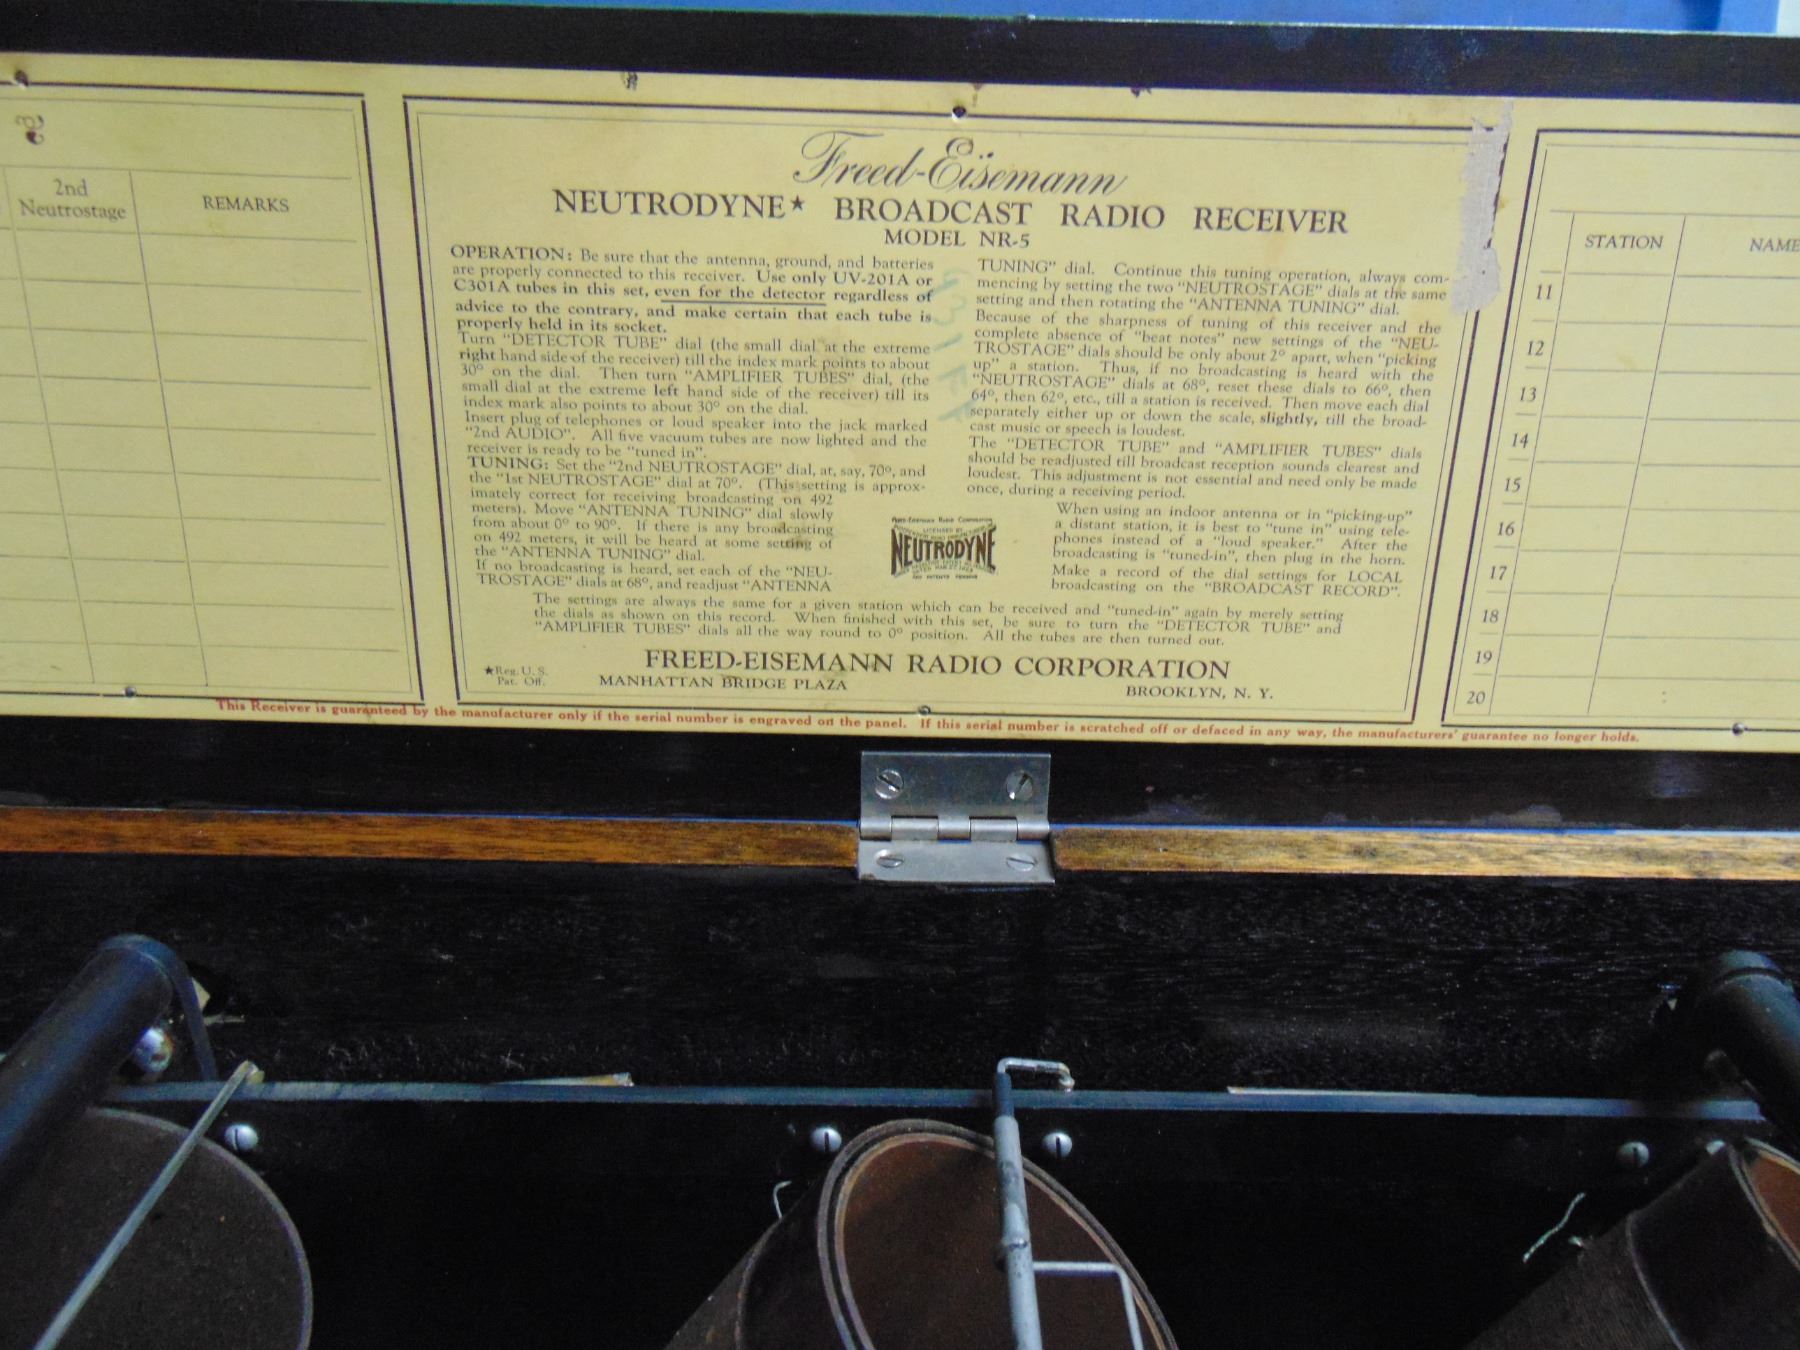 2nd
Neutrostage
REMARKS
Freed-Eisemann
NEUTRODYNE★ BROADCAST RADIO RECEIVER
MODEL NR-5
OPERATION: Be sure that the antenna, ground, and batteries
are properly connected to this receiver. Use only UV-201A or
C301A tubes in this set, even for the detector regardless of
advice to the contrary, and make certain that each tube is
properly held in its socket.
Turn "DETECTOR TUBE" dial (the small dial at the extreme
right hand side of the receiver) till the index mark points to about
30° on the dial. Then turn "AMPLIFIER TUBES" dial, (the
small dial at the extreme left hand side of the receiver) till its
index mark also points to about 30° on the dial.
Insert plug of telephones or loud speaker into the jack marked
"2nd AUDIO". All five vacuum tubes are now lighted and the
receiver is ready to be "tuned in".
TUNING: Set the "2nd NEUTROSTAGE" dial, at, say, 70°, and
the "1st NEUTROSTAGE" dial at 70°. (This setting is approx-
imately correct for receiving broadcasting on 492
meters). Move "ANTENNA TUNING" dial slowly
from about 0° to 90°. If there is any broadcasting
on 492 meters, it will be heard at some setting of
the "ANTENNA TUNING" dial.
If no broadcasting is heard, set each of the "NEU-
TROSTAGE" dials at 68°, and readjust "ANTENNA
TUNING" dial. Continue this tuning operation, always com-
mencing by setting the two "NEUTROSTAGE" dials at the same
setting and then rotating the "ANTENNA TUNING" dial.
Because of the sharpness of tuning of this receiver and the
complete absence of "beat notes" new settings of the "NEU-
TROSTAGE" dials should be only about 2° apart, when "picking
up" a station. Thus, if no broadcasting is heard with the
"NEUTROSTAGE" dials at 68°, reset these dials to 66°, then
64°, then 62°, etc., till a station is received. Then move each dial
separately either up or down the scale, slightly, till the broad-
cast music or speech is loudest.
The "DETECTOR TUBE" and "AMPLIFIER TUBES" dials
should be readjusted till broadcast reception sounds clearest and
loudest. This adjustment is not essential and need only be made
once, during a receiving period.
When using an indoor antenna or in "picking-up"
a distant station, it is best to "tune in" using tele-
phones instead of a "loud speaker." After the
broadcasting is "tuned-in", then plug in the horn.
Make a record of the dial settings for LOCAL
broadcasting on the "BROADCAST RECORD".
FREED-EISEMANN RADIO CORPORATION
LICENSED BY
NEUTRODYNE
AND PATENTS PENDING
The settings are always the same for a given station which can be received and "tuned-in" again by merely setting
the dials as shown on this record. When finished with this set, be sure to turn the "DETECTOR TUBE" and
"AMPLIFIER TUBES" dials all the way round to 0° position. All the tubes are then turned out.
FREED-EISEMANN RADIO CORPORATION
★Reg. U. S.
Pat. Off.
MANHATTAN BRIDGE PLAZA
BROOKLYN, N. Y.
This Receiver is guaranteed by the manufacturer only if the serial number is engraved on the panel. If this serial number is scratched off or defaced in any way, the manufacturers' guarantee no longer holds.
STATION
NAME
11
12
13
14
15
16
17
18
19
20